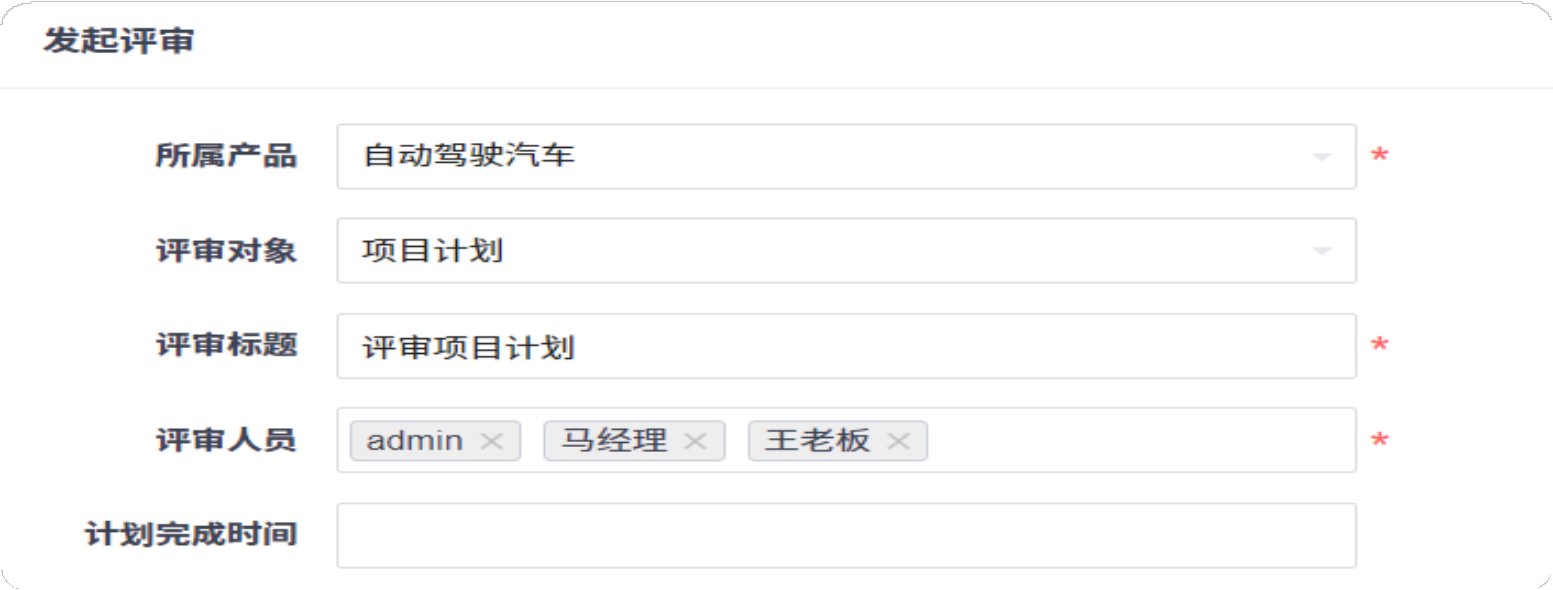 发起评审
所属产品 自动驾驶汽车 *
评审对象 项目计划
评审标题 评审项目计划 *
评审人员 admin × 马经理 × 王老板 × *
计划完成时间